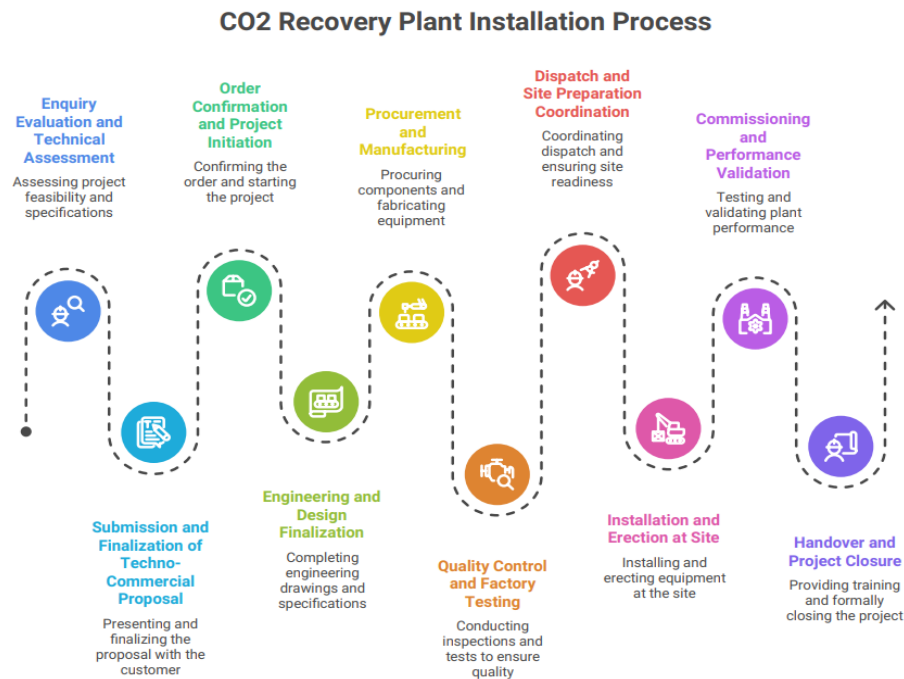 CO2 Recovery Plant Installation Process
Enquiry
Evaluation and
Technical
Assessment
Assessing project
feasibility and
specifications
Submission and
Finalization of
Techno-
Commercial
Proposal
Presenting and
finalizing the
proposal with the
customer
Order
Confirmation
and Project
Initiation
Confirming the
order and starting
the project
Engineering and
Design
Finalization
Completing
engineering
drawings and
specifications
Procurement
and
Manufacturing
Procuring
components and
fabricating
equipment
Quality Control
and Factory
Testing
Conducting
inspections and
tests to ensure
quality
Dispatch and
Site Preparation
Coordination
Coordinating
dispatch and
ensuring site
readiness
Installation and
Erection at Site
Installing and
erecting equipment
at the site
Commissioning
and
Performance
Validation
Testing and
validating plant
performance
Handover and
Project Closure
Providing training
and formally
closing the project